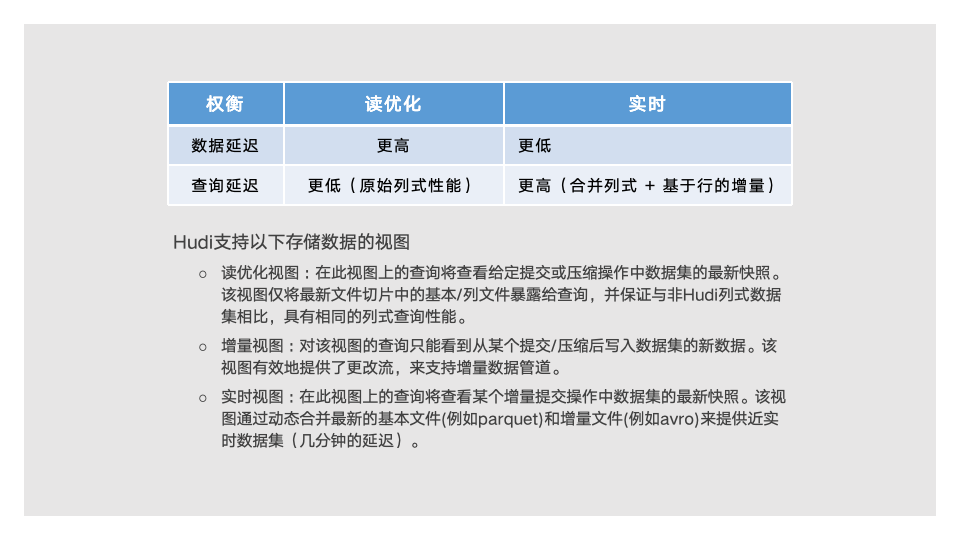 权衡 读优化 实时
数据延迟 更高 更低
查询延迟 更低（原始列式性能） 更高（合并列式 + 基于行的增量）
Hudi支持以下存储数据的视图
○ 读优化视图：在此视图上的查询将查看给定提交或压缩操作中数据集的最新快照。
该视图仅将最新文件切片中的基本/列文件暴露给查询，并保证与非Hudi列式数据
集相比，具有相同的列式查询性能。
○ 增量视图：对该视图的查询只能看到从某个提交/压缩后写入数据集的新数据。该
视图有效地提供了更改流，来支持增量数据管道。
○ 实时视图：在此视图上的查询将查看某个增量提交操作中数据集的最新快照。该视
图通过动态合并最新的基本文件(例如parquet)和增量文件(例如avro)来提供近实
时数据集（几分钟的延迟）。